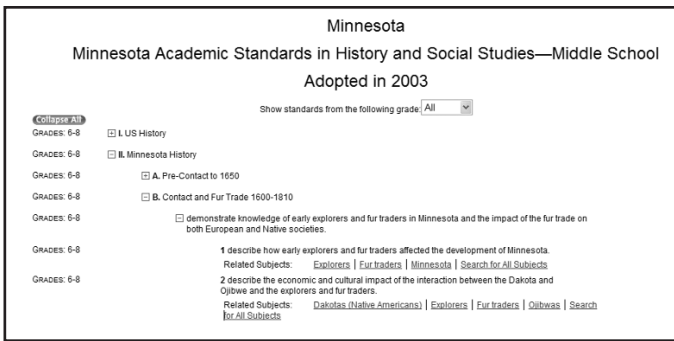 Minnesota
Minnesota Academic Standards in History and Social Studies—Middle School
Adopted in 2003
Show standards from the following grade: All
Collapse All
GRADES: 6-8 I. US History
GRADES: 6-8 II. Minnesota History
GRADES: 6-8 A. Pre-Contact to 1650
GRADES: 6-8 B. Contact and Fur Trade 1600-1810
GRADES: 6-8 demonstrate knowledge of early explorers and fur traders in Minnesota and the impact of the fur trade on
both European and Native societies.
GRADES: 6-8 1 describe how early explorers and fur traders affected the development of Minnesota.
Related Subjects: Explorers | Fur traders | Minnesota | Search for All Subjects
GRADES: 6-8 2 describe the economic and cultural impact of the interaction between the Dakota and
Ojibwe and the explorers and fur traders.
Related Subjects: Dakotas (Native Americans) | Explorers | Fur traders | Ojibwas | Search
for All Subjects